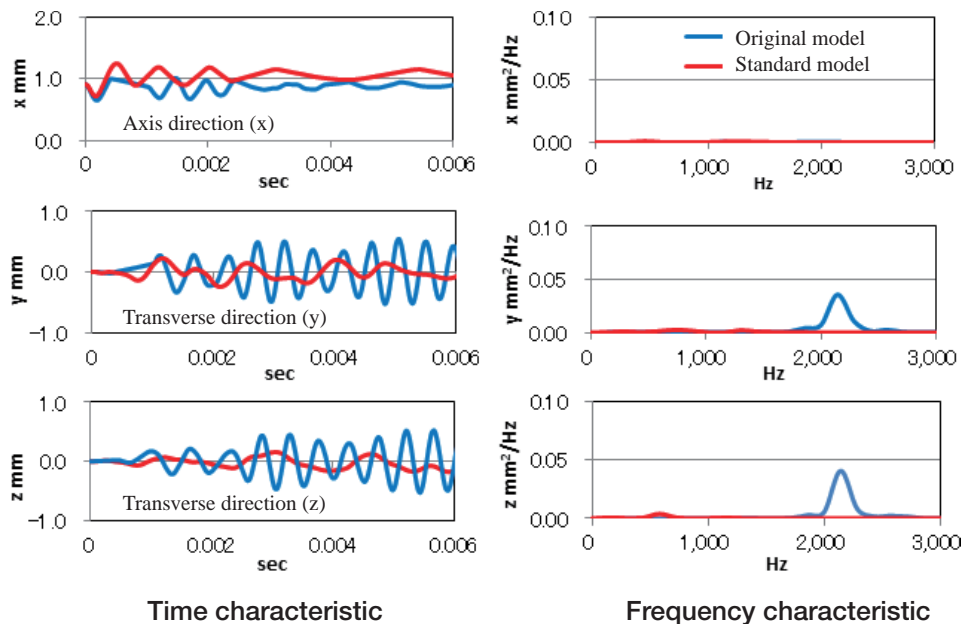 2.0
1.0
0.0
x mm
Axis direction (x)
0
0.002
0.004
0.006
sec
0.10
0.05
0.00
x mm²/Hz
Original model
Standard model
0
1,000
2,000
3,000
Hz
1.0
0.0
−1.0
y mm
Transverse direction (y)
0
0.002
0.004
0.006
sec
0.10
0.05
0.00
y mm²/Hz
0
1,000
2,000
3,000
Hz
1.0
0.0
−1.0
z mm
Transverse direction (z)
0
0.002
0.004
0.006
sec
0.10
0.05
0.00
z mm²/Hz
0
1,000
2,000
3,000
Hz
Time characteristic
Frequency characteristic